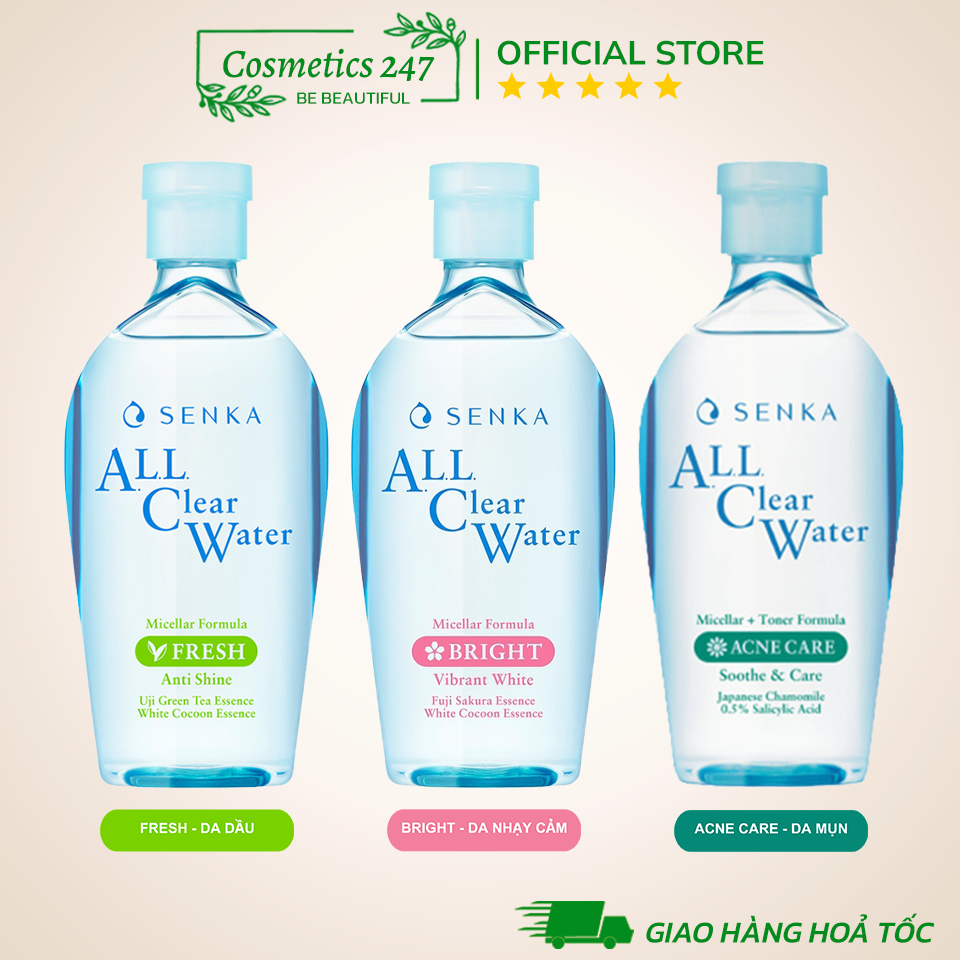 Cosmetics 247
BE BEAUTIFUL
OFFICIAL STORE
SENKA
A.L.L.
Clear
Water
Micellar Formula
FRESH
Anti Shine
Uji Green Tea Essence
White Cocoon Essence
SENKA
A.L.L.
Clear
Water
Micellar Formula
BRIGHT
Vibrant White
Fuji Sakura Essence
White Cocoon Essence
SENKA
A.L.L.
Clear
Water
Micellar + Toner Formula
ACNE CARE
Soothe & Care
Japanese Chamomile
0.5% Salicylic Acid
FRESH - DA DẦU
BRIGHT - DA NHẠY CẢM
ACNE CARE - DA MỤN
GIAO HÀNG HOẢ TỐC